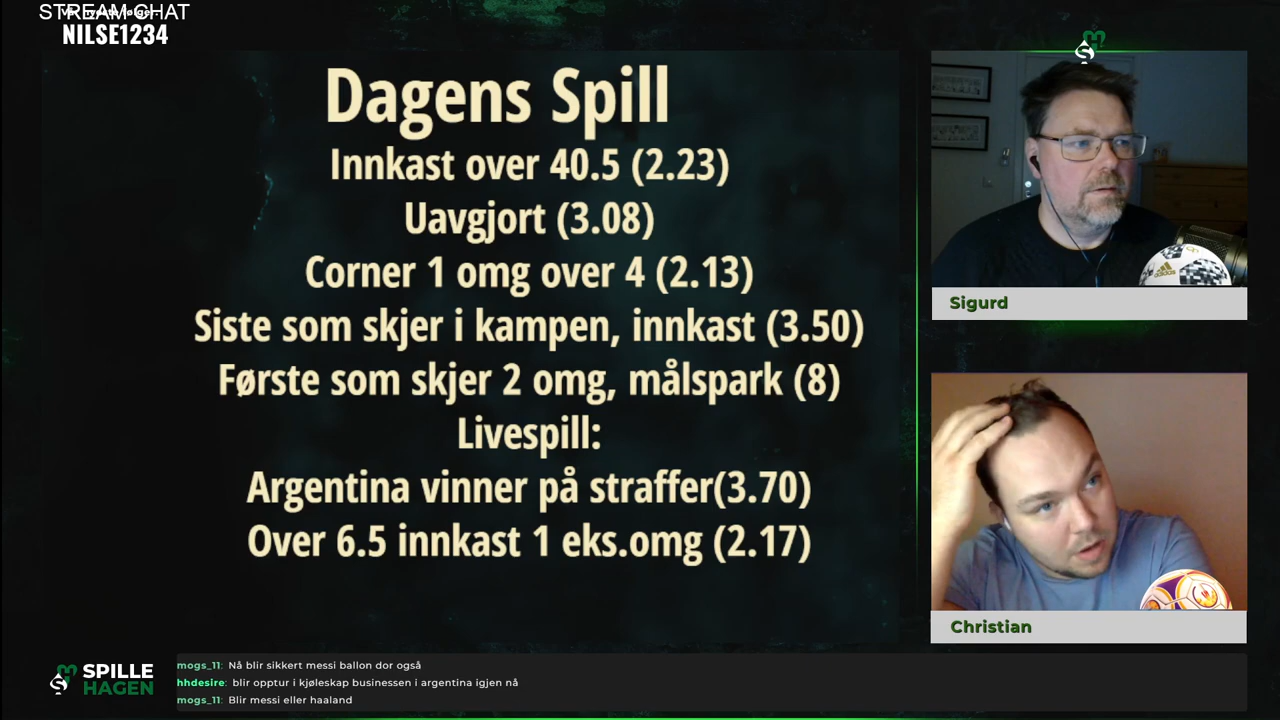 STREAM CHAT
NILSE1234
Dagens Spill
Innkast over 40.5 (2.23)
Uavgjort (3.08)
Corner 1 omg over 4 (2.13)
Siste som skjer i kampen, innkast (3.50)
Første som skjer 2 omg, målspark (8)
Livespill:
Argentina vinner på straffer(3.70)
Over 6.5 innkast 1 eks.omg (2.17)
Sigurd
Christian
SPILLE
HAGEN
mogs_11: Nå blir sikkert messi ballon dor også
hhdesire: blir opptur i kjøleskap businessen i argentina igjen nå
mogs_11: Blir messi eller haaland